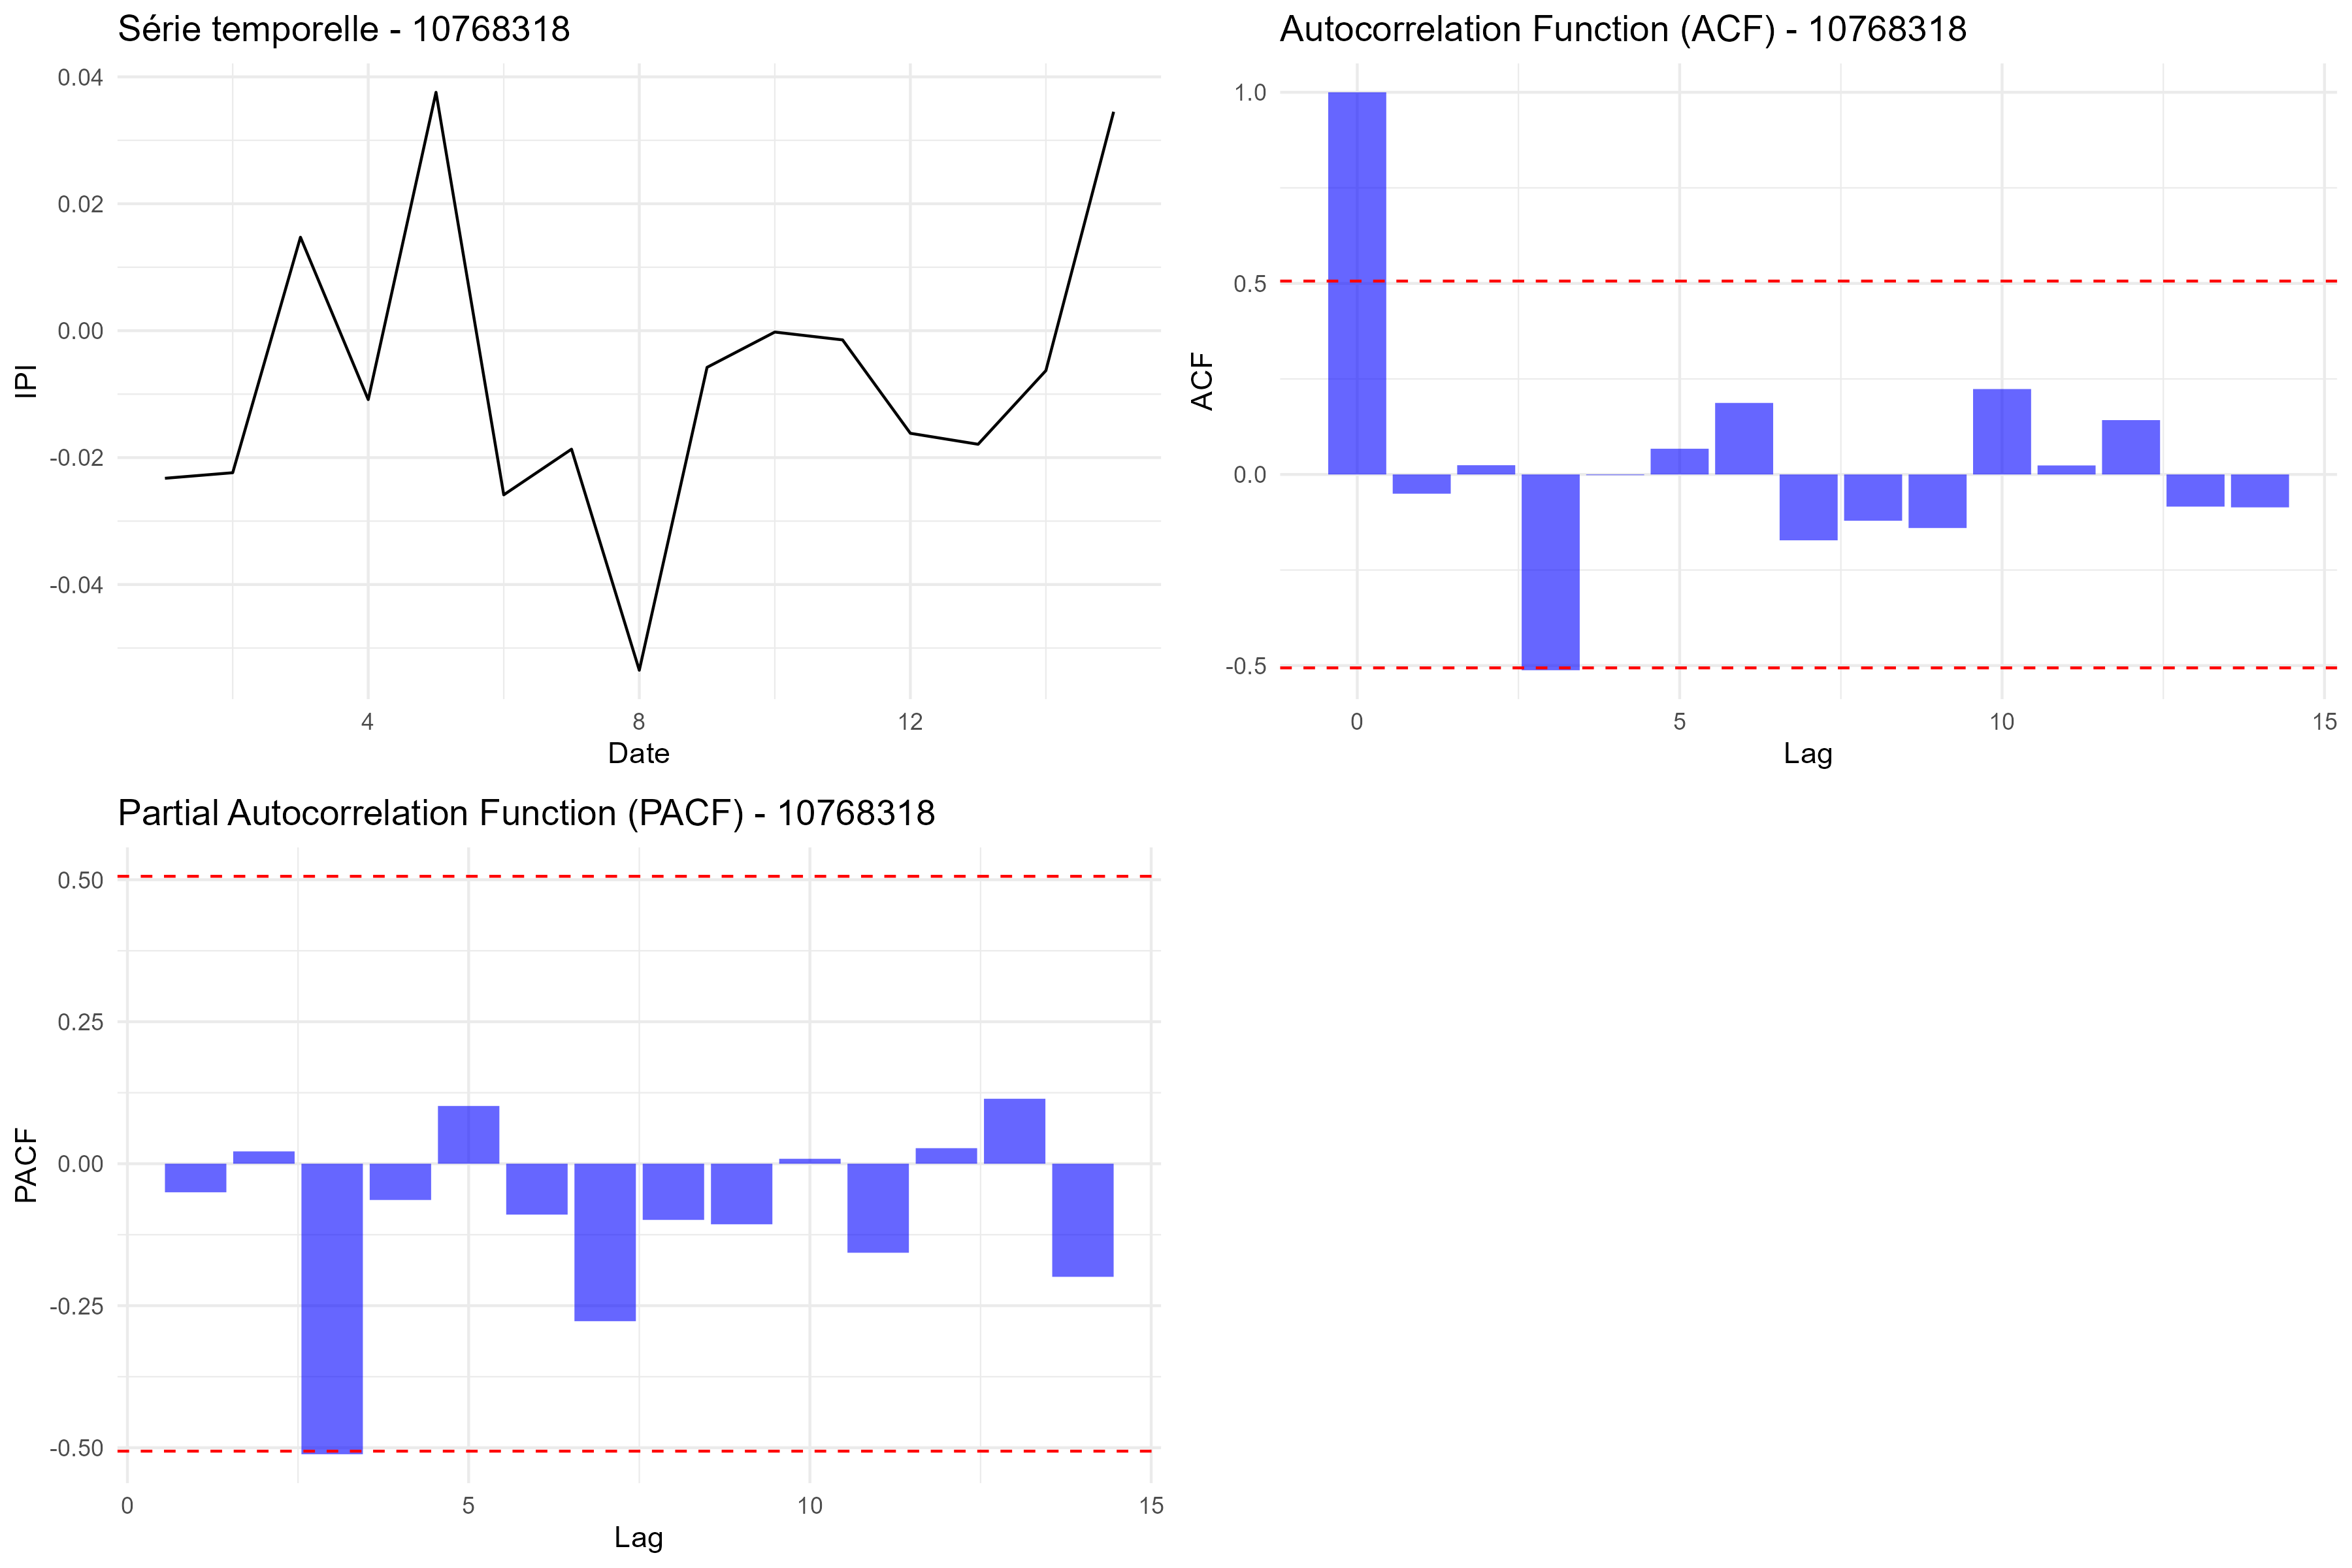 Série temporelle - 10768318
0.04
0.02
0.00
-0.02
-0.04
IPI
4
8
12
Date
Autocorrelation Function (ACF) - 10768318
1.0
0.5
0.0
-0.5
ACF
0
5
10
15
Lag
Partial Autocorrelation Function (PACF) - 10768318
0.50
0.25
0.00
-0.25
-0.50
PACF
0
5
10
15
Lag